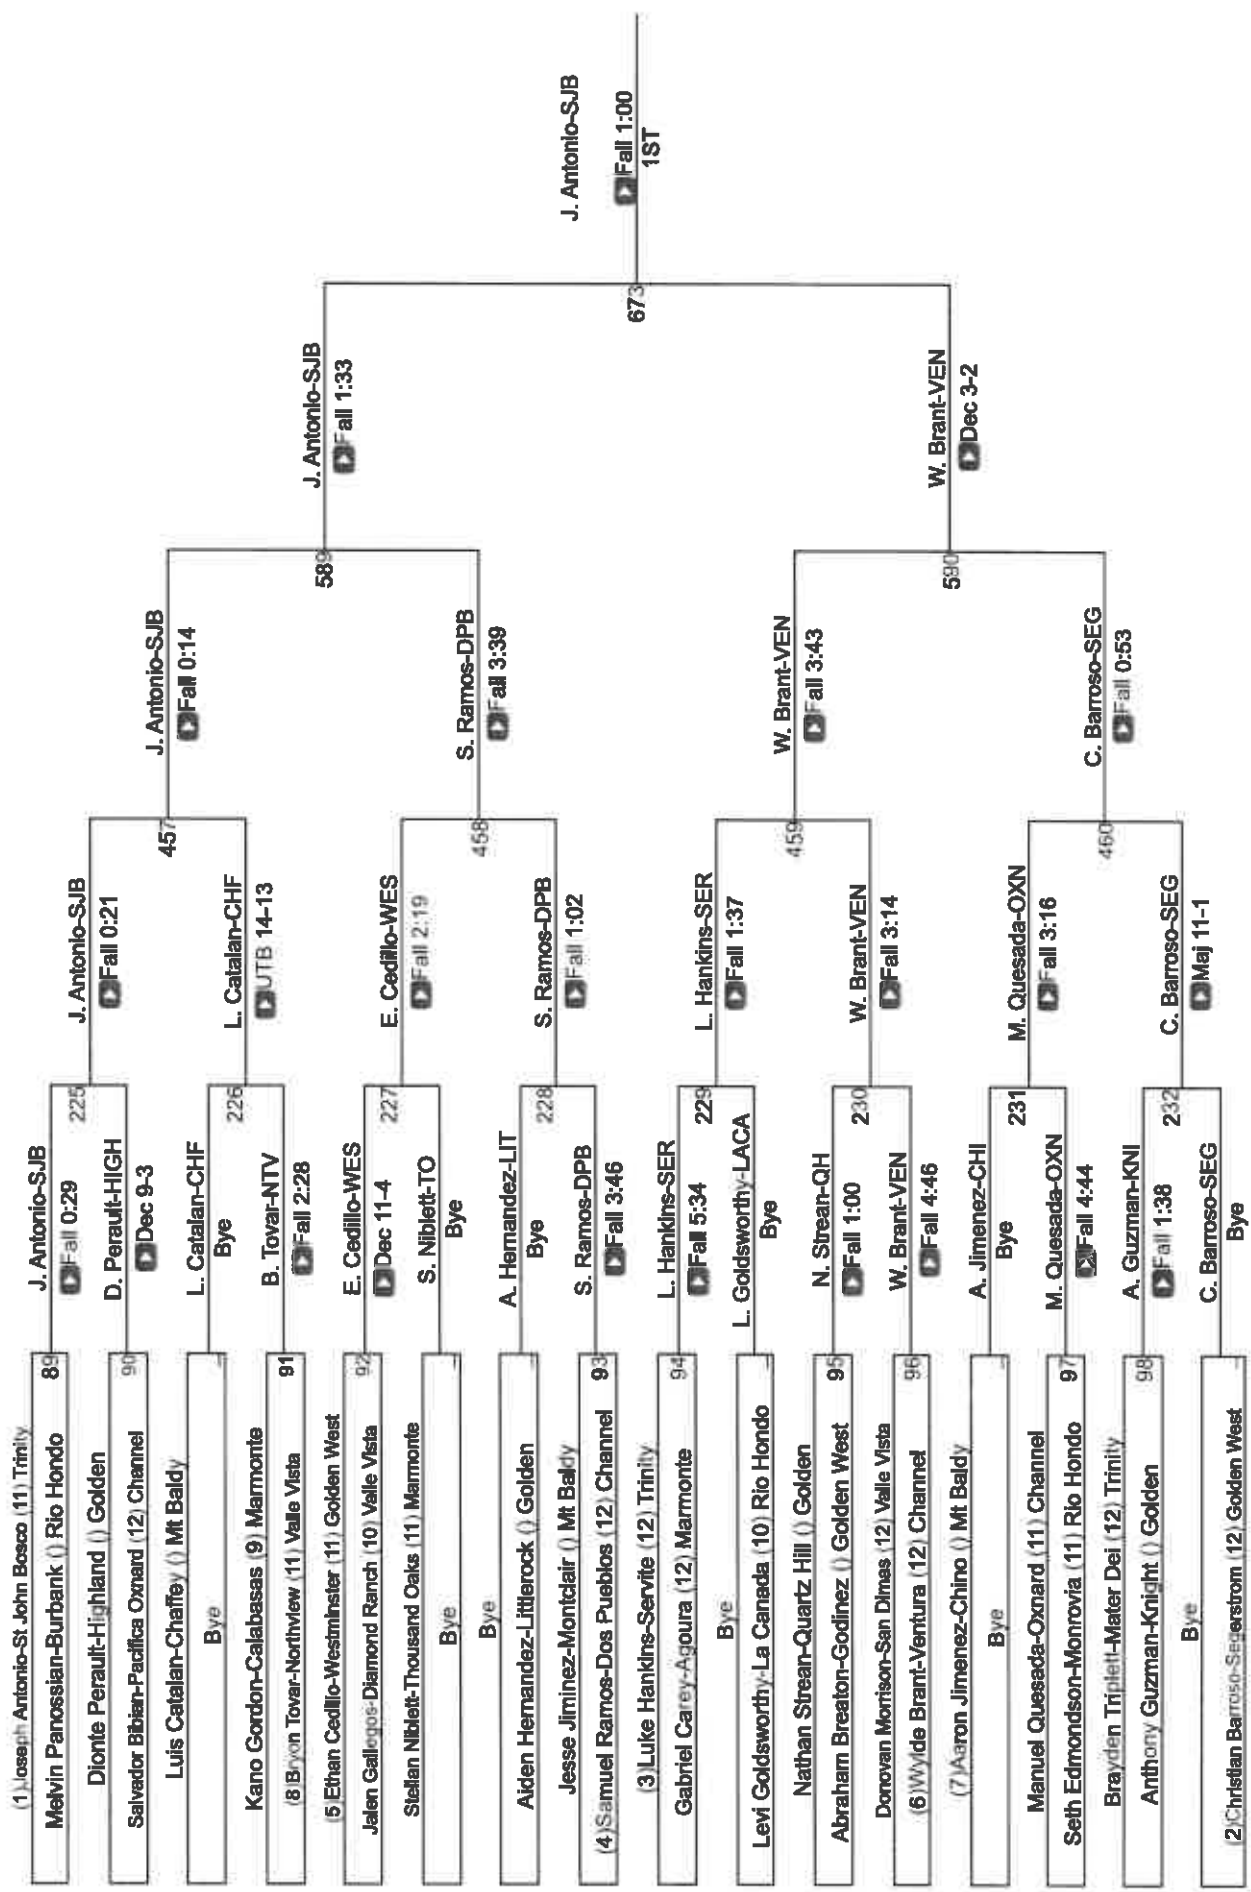 (1)Joseph Antonio-St John Bosco (11) Trinity
89
Melvin Panossian-Burbank () Rio Hondo
Dionte Perault-Highland () Golden
90
Salvador Bibian-Pacifica Oxnard (12) Channel
Luis Catalan-Chaffey () Mt Baldy
Bye
Kano Gordon-Calabasas (9) Marmonte
91
(8)Bryon Tovar-Northview (11) Valle Vista
(5)Ethan Cedillo-Westminster (11) Golden West
92
Jalen Gallegos-Diamond Ranch (10) Valle Vista
Stellan Niblett-Thousand Oaks (11) Marmonte
Bye
Bye
Aiden Hernandez-Littlerock () Golden
Jesse Jiminez-Montclair () Mt Baldy
93
(4)Samuel Ramos-Dos Pueblos (12) Channel
(3)Luke Hankins-Servite (12) Trinity
94
Gabriel Carey-Agoura (12) Marmonte
Bye
Levi Goldsworthy-La Canada (10) Rio Hondo
Nathan Strean-Quartz Hill () Golden
95
Abraham Breaton-Godinez () Golden West
Donovan Morrison-San Dimas (12) Valle Vista
96
(6)Wylde Brant-Ventura (12) Channel
(7)Aaron Jimenez-Chino () Mt Baldy
Bye
Manuel Quesada-Oxnard (11) Channel
97
Seth Edmondson-Monrovia (11) Rio Hondo
Brayden Triplett-Mater Dei (12) Trinity
98
Anthony Guzman-Knight () Golden
Bye
(2)Christian Barroso-Segerstrom (12) Golden West
J. Antonio-SJB
Fall 0:29
225
D. Perault-HIGH
Dec 9-3
L. Catalan-CHF
Bye
226
B. Tovar-NTV
Fall 2:28
E. Cedillo-WES
Dec 11-4
227
S. Niblett-TO
Bye
A. Hernandez-LIT
Bye
228
S. Ramos-DPB
Fall 3:46
L. Hankins-SER
Fall 5:34
229
L. Goldsworthy-LACA
Bye
N. Strean-QH
Fall 1:00
230
W. Brant-VEN
Fall 4:46
A. Jimenez-CHI
Bye
231
M. Quesada-OXN
Fall 4:44
A. Guzman-KNI
Fall 1:38
232
C. Barroso-SEG
Bye
J. Antonio-SJB
Fall 0:21
457
L. Catalan-CHF
UTB 14-13
E. Cedillo-WES
Fall 2:19
458
S. Ramos-DPB
Fall 1:02
L. Hankins-SER
Fall 1:37
459
W. Brant-VEN
Fall 3:14
M. Quesada-OXN
Fall 3:16
460
C. Barroso-SEG
Maj 11-1
J. Antonio-SJB
Fall 0:14
589
S. Ramos-DPB
Fall 3:39
W. Brant-VEN
Fall 3:43
590
C. Barroso-SEG
Fall 0:53
J. Antonio-SJB
Fall 1:33
673
W. Brant-VEN
Dec 3-2
J. Antonio-SJB
Fall 1:00
1ST